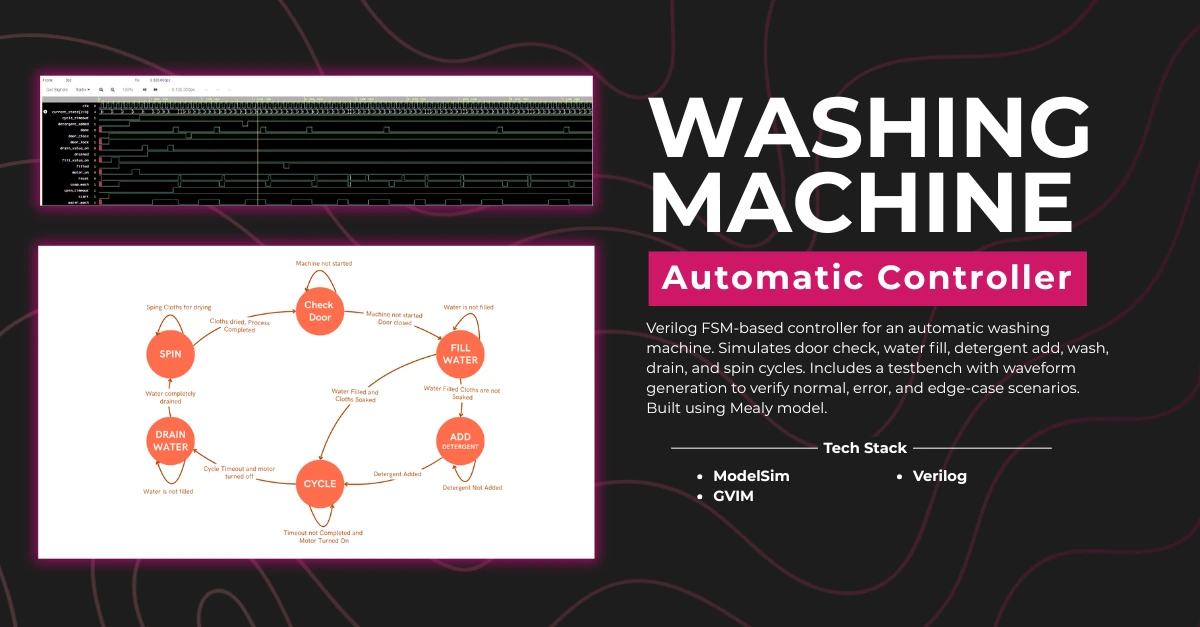 Get Signals
Radix
100%
clk
cycle_timeout
detergent_added
done
door_close
door_lock
drain_valve_on
drained
fill_valve_on
filled
motor_on
reset
soap_wash
spin_timeout
start
water_wash
WASHING
MACHINE
Automatic Controller
Verilog FSM-based controller for an automatic washing
machine. Simulates door check, water fill, detergent add, wash,
drain, and spin cycles. Includes a testbench with waveform
generation to verify normal, error, and edge-case scenarios.
Built using Mealy model.
Tech Stack
• ModelSim
• GVIM
• Verilog
Machine not started
Check
Door
Machine not started
Door closed
Water is not filled
FILL
WATER
Water Filled Cloths are not
Soaked
Water Filled and
Cloths Soaked
ADD
DETERGENT
Detergent Not Added
Detergent Added
CYCLE
Timeout not Completed and
Motor Turned On
Cycle Timeout and motor
turned off
DRAIN
WATER
Water is not filled
Water completely
drained
SPIN
Sping Cloths for drying
Cloths dried, Process
Completed